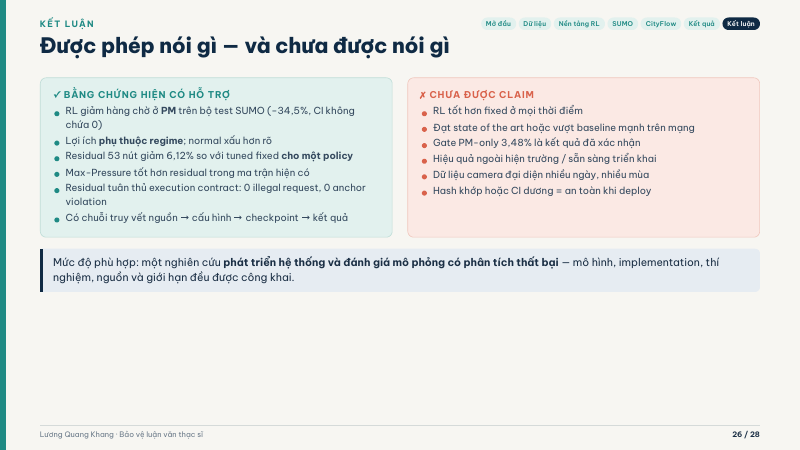 KẾT LUẬN
Mở đầu Dữ liệu Nền tảng RL SUMO CityFlow Kết quả Kết luận
Được phép nói gì — và chưa được nói gì
✓ BẰNG CHỨNG HIỆN CÓ HỖ TRỢ
RL giảm hàng chờ ở PM trên bộ test SUMO (−34,5%, CI không
chứa 0)
Lợi ích phụ thuộc regime; normal xấu hơn rõ
Residual 53 nút giảm 6,12% so với tuned fixed cho một policy
Max-Pressure tốt hơn residual trong ma trận hiện có
Residual tuân thủ execution contract: 0 illegal request, 0 anchor
violation
Có chuỗi truy vết nguồn → cấu hình → checkpoint → kết quả
✗ CHƯA ĐƯỢC CLAIM
RL tốt hơn fixed ở mọi thời điểm
Đạt state of the art hoặc vượt baseline mạnh trên mạng
Gate PM-only 3,48% là kết quả đã xác nhận
Hiệu quả ngoài hiện trường / sẵn sàng triển khai
Dữ liệu camera đại diện nhiều ngày, nhiều mùa
Hash khớp hoặc CI dương = an toàn khi deploy
Mức độ phù hợp: một nghiên cứu phát triển hệ thống và đánh giá mô phỏng có phân tích thất bại — mô hình, implementation, thí
nghiệm, nguồn và giới hạn đều được công khai.
Lương Quang Khang · Bảo vệ luận văn thạc sĩ
26 / 28